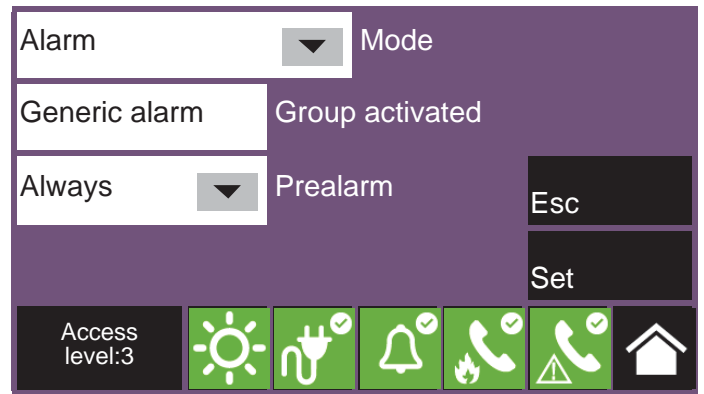 Alarm Mode
Generic alarm Group activated
Always Prealarm
Esc
Set
Access
level:3